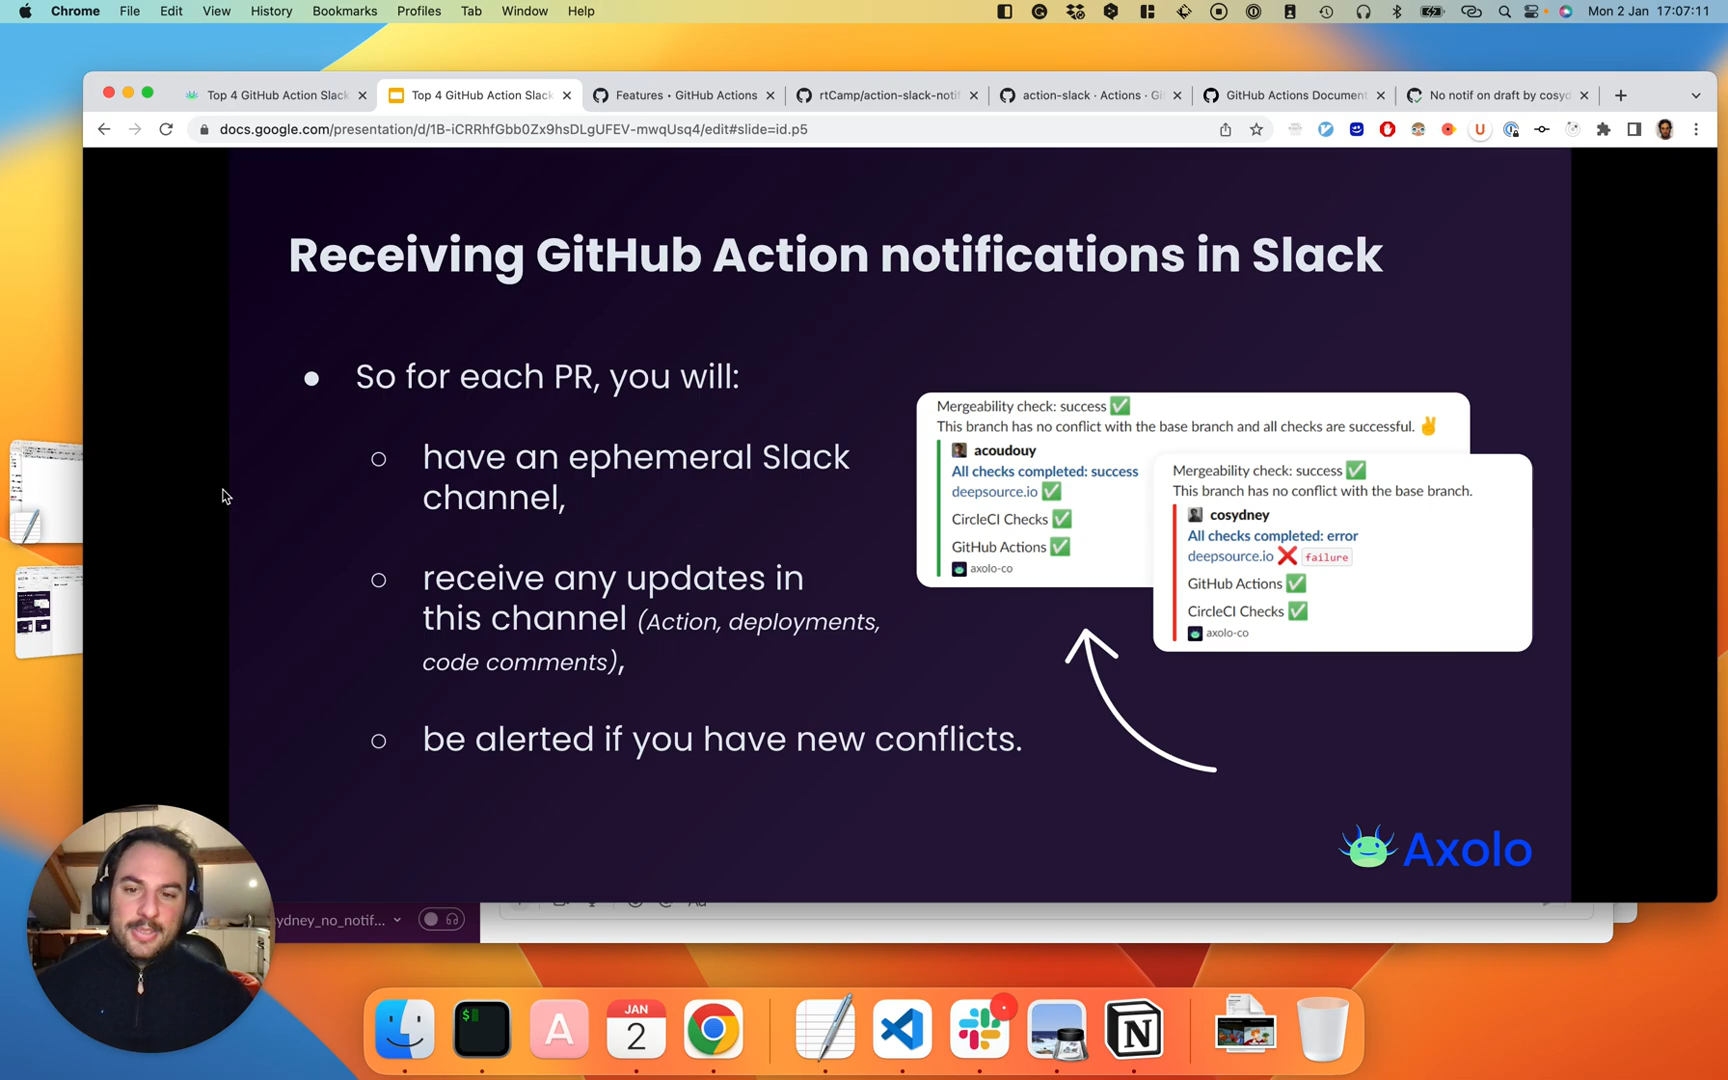 Chrome File Edit View History Bookmarks Profiles Tab Window Help Mon 2 Jan 17:07:11
Top 4 GitHub Action Slack Top 4 GitHub Action Slack Features • GitHub Actions rtCamp/action-slack-notif action-slack · Actions · Gi GitHub Actions Document No notif on draft by cosyd
docs.google.com/presentation/d/1B-iCRRhfGbb0Zx9hsDLgUFEV-mwqUsq4/edit#slide=id.p5
Receiving GitHub Action notifications in Slack
So for each PR, you will:
have an ephemeral Slack
channel,
receive any updates in
this channel (Action, deployments,
code comments),
be alerted if you have new conflicts.
Mergeability check: success
This branch has no conflict with the base branch and all checks are successful.
acoudouy
All checks completed: success
deepsource.io
CircleCI Checks
GitHub Actions
axolo-co
Mergeability check: success
This branch has no conflict with the base branch.
cosydney
All checks completed: error
deepsource.io failure
GitHub Actions
CircleCI Checks
axolo-co
Axolo
ydney_no_notif...
JAN
2